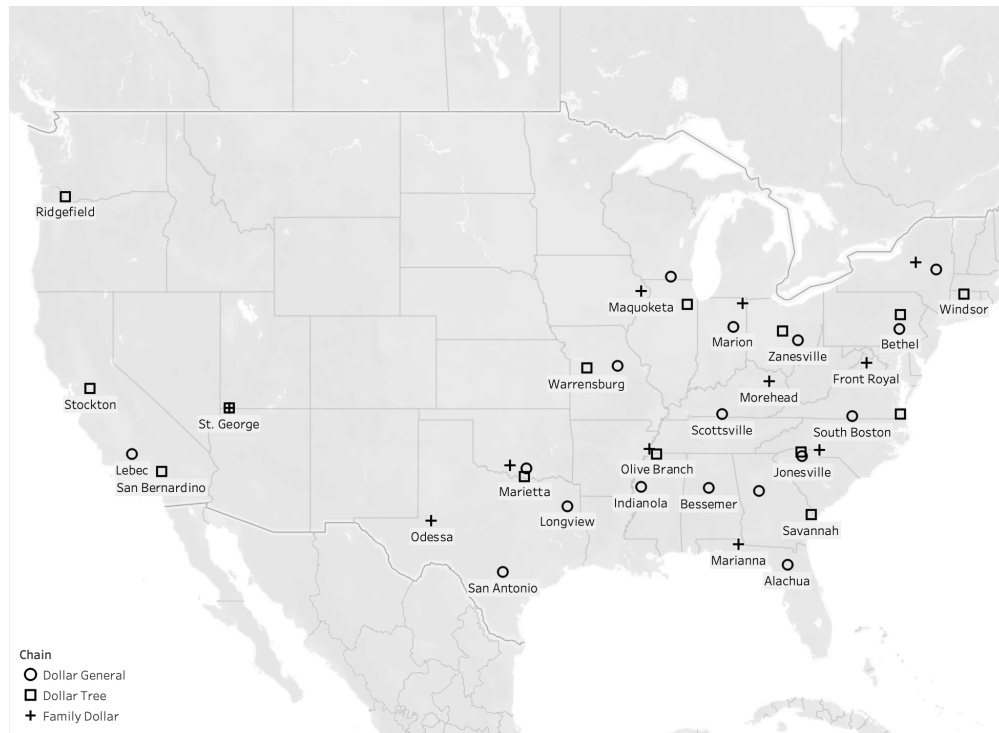 Ridgefield
Windsor
Maquoketa
Marion
Bethel
Zanesville
Front Royal
Warrensburg
Morehead
Stockton
St. George
Scottsville
South Boston
Lebec
San Bernardino
Olive Branch
Jonesville
Marietta
Indianola
Bessemer
Longview
Savannah
Odessa
Marianna
Alachua
San Antonio
Chain
Dollar General
Dollar Tree
Family Dollar